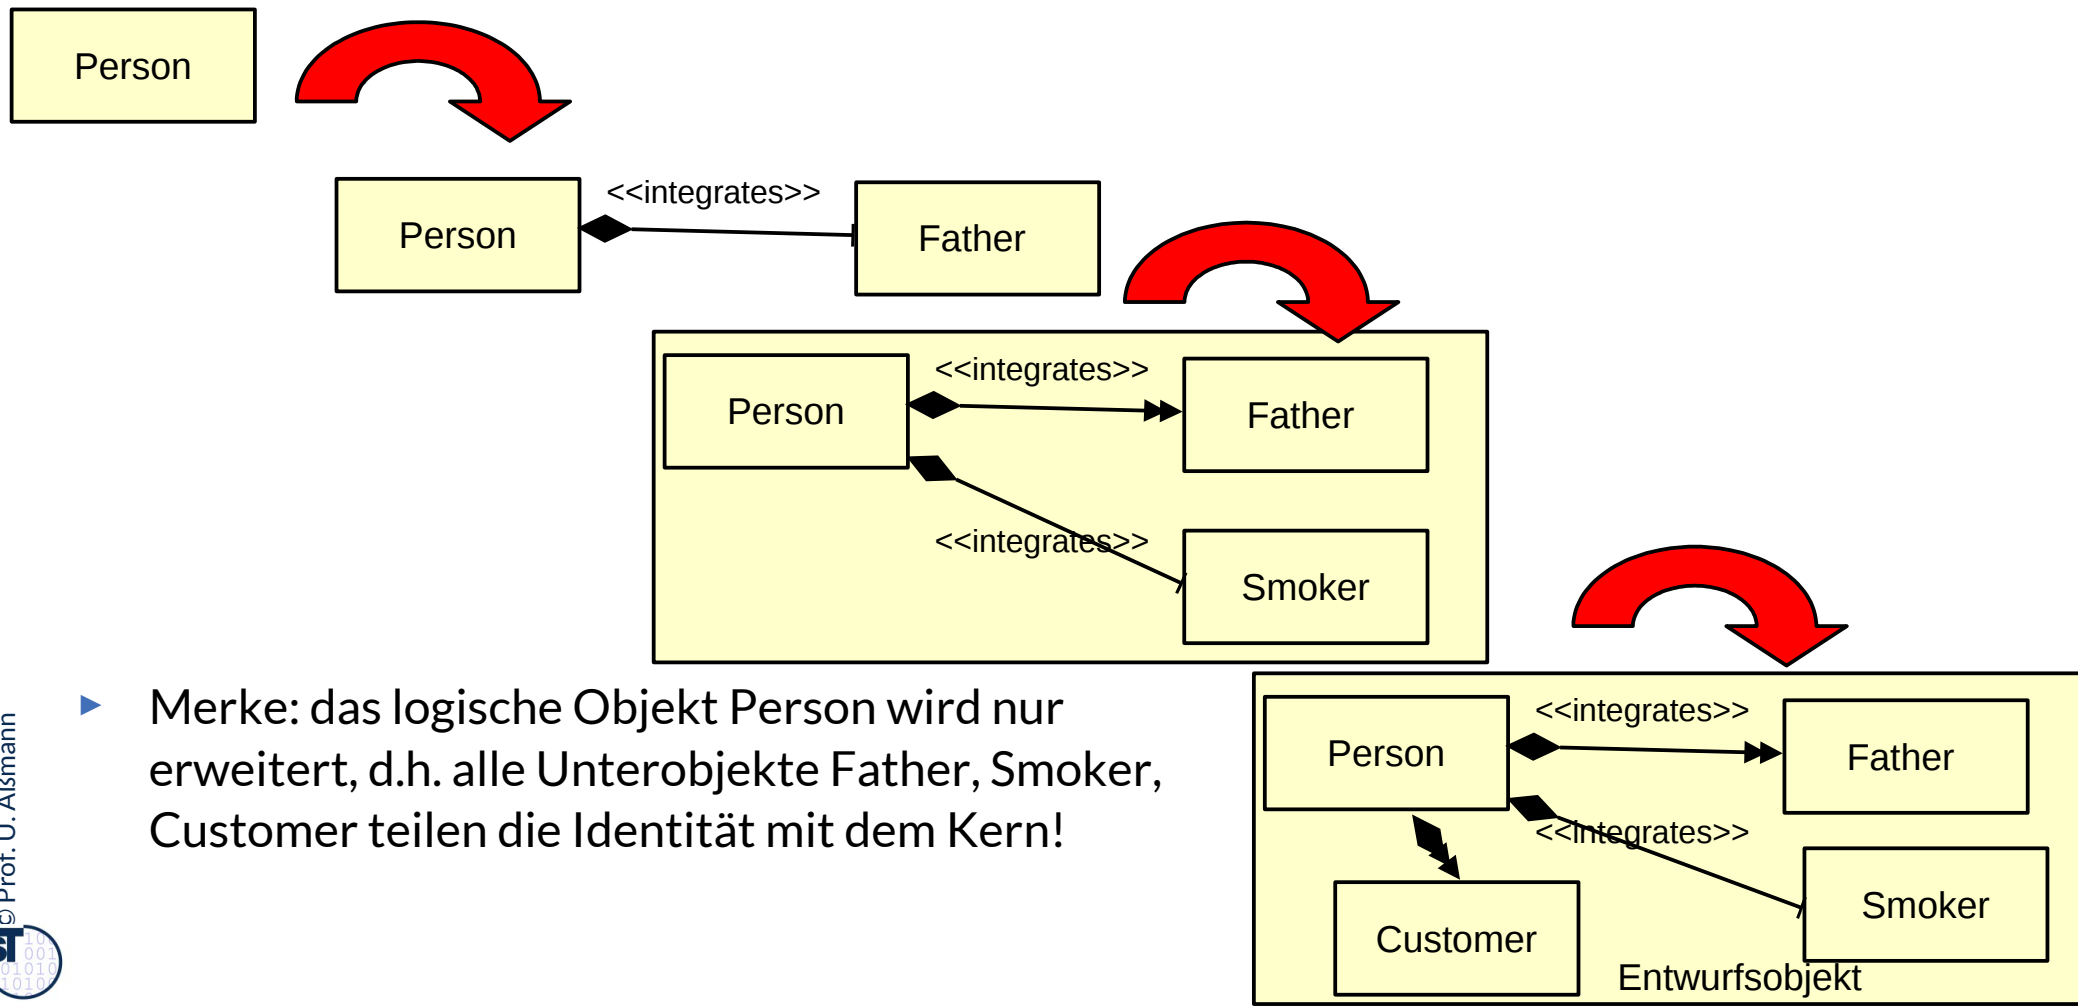 Person
<<integrates>>
Person
Father
<<integrates>>
Person
Father
<<integrates>>
Smoker
Merke: das logische Objekt Person wird nur
erweitert, d.h. alle Unterobjekte Father, Smoker,
Customer teilen die Identität mit dem Kern!
<<integrates>>
Person
Father
<<integrates>>
Smoker
Customer
Entwurfsobjekt
© Prof. U. Aßmann